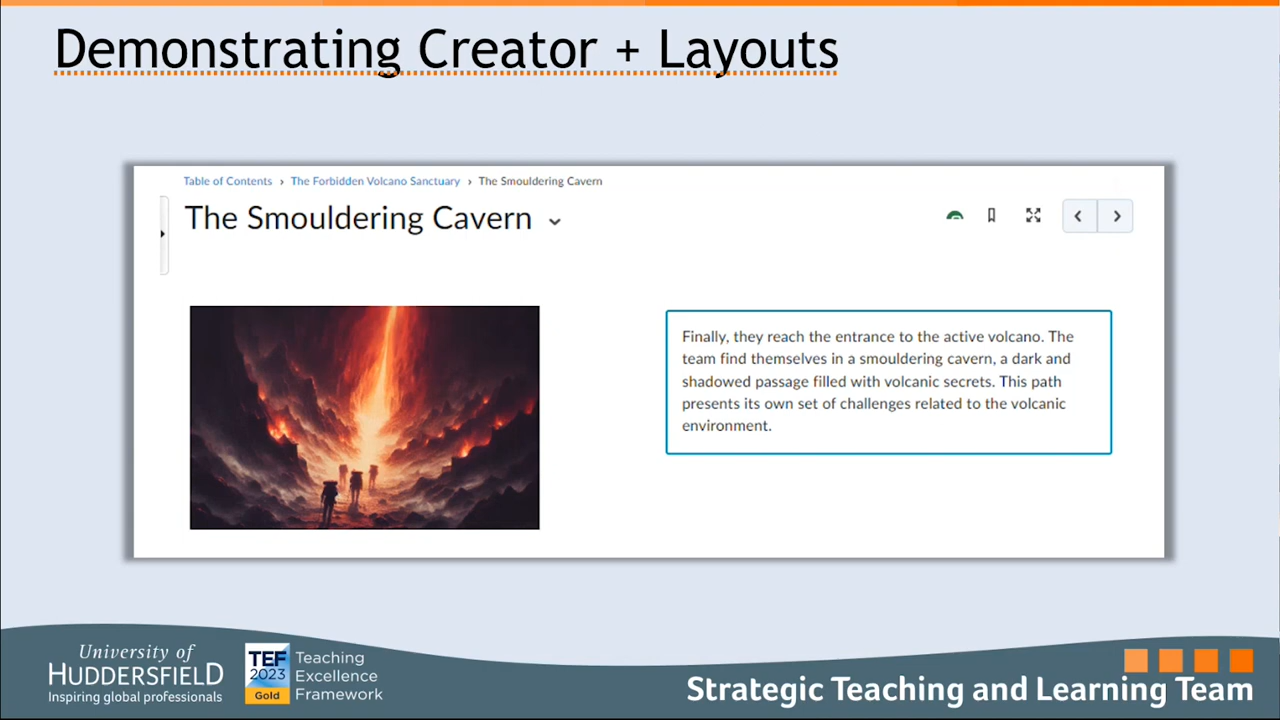 Demonstrating Creator + Layouts
Table of Contents › The Forbidden Volcano Sanctuary › The Smouldering Cavern
The Smouldering Cavern
Finally, they reach the entrance to the active volcano. The
team find themselves in a smouldering cavern, a dark and
shadowed passage filled with volcanic secrets. This path
presents its own set of challenges related to the volcanic
environment.
University of
HUDDERSFIELD
Inspiring global professionals
TEF
2023
Gold
Teaching
Excellence
Framework
Strategic Teaching and Learning Team